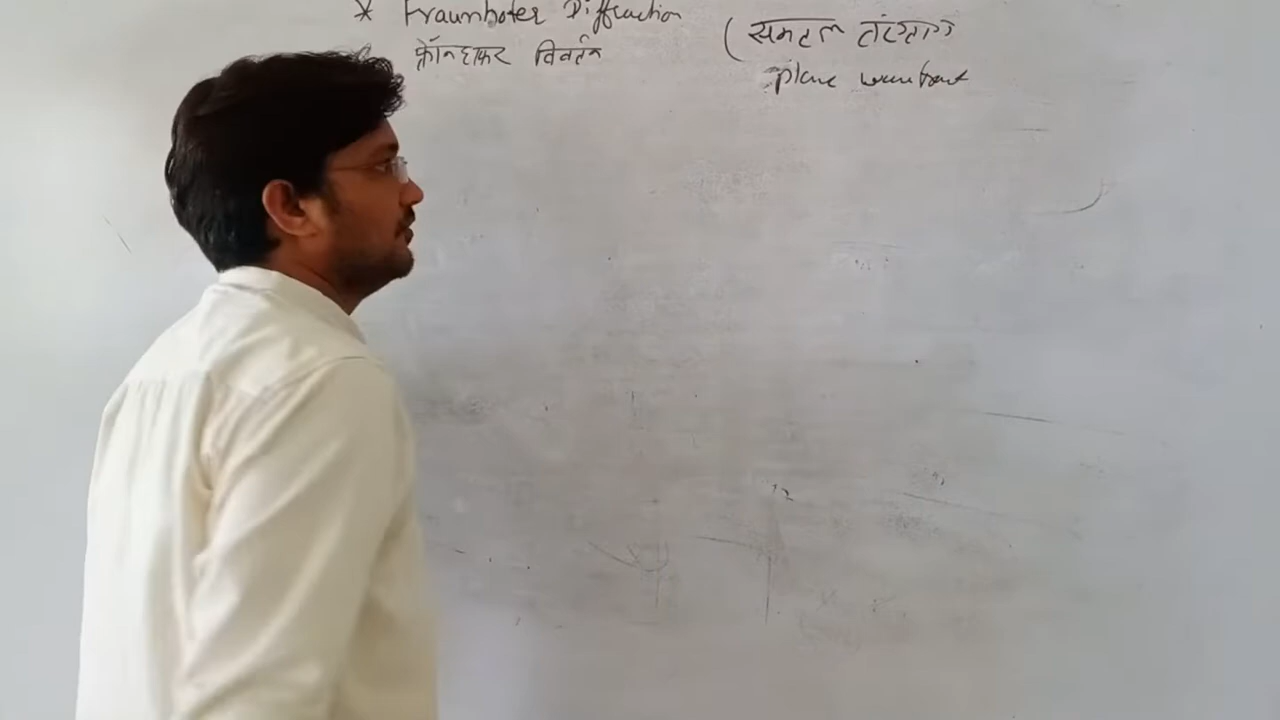 * Fraunhofer Diffraction
फ्रॉनहोफर विवर्तन
( समतल तरंगाग्र
plane wavefront